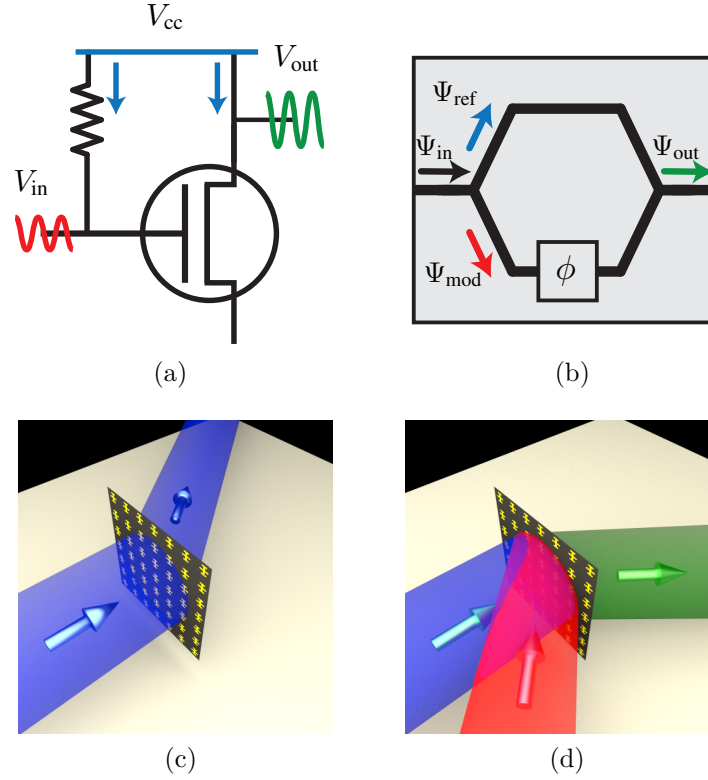 V_cc
V_out
V_in
(a)
Ψ_ref
Ψ_in
Ψ_out
Ψ_mod
ϕ
(b)
(c)
(d)